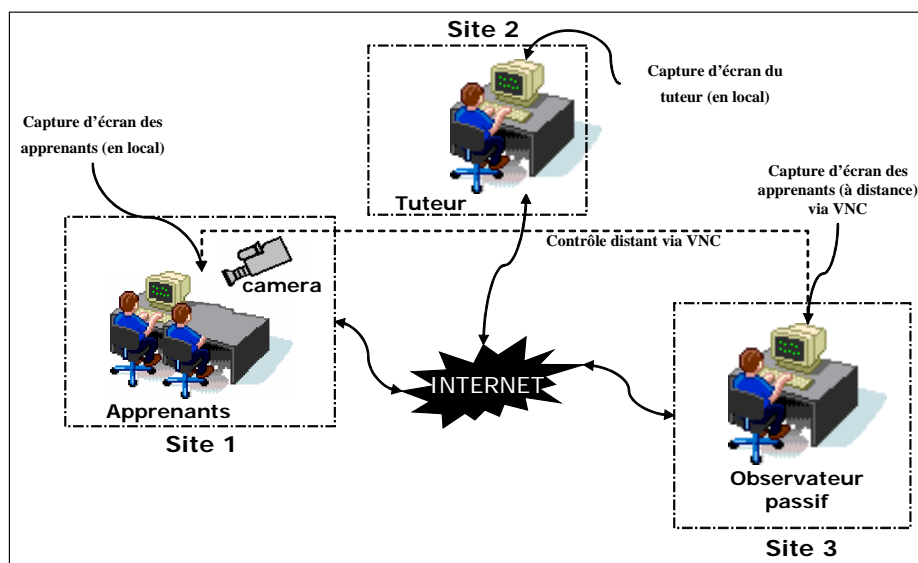 Site 2
Capture d'écran du
tuteur (en local)
Capture d'écran des
apprenants (en local)
Tuteur
Capture d'écran des
apprenants (à distance)
via VNC
Contrôle distant via VNC
camera
INTERNET
Apprenants
Site 1
Observateur
passif
Site 3